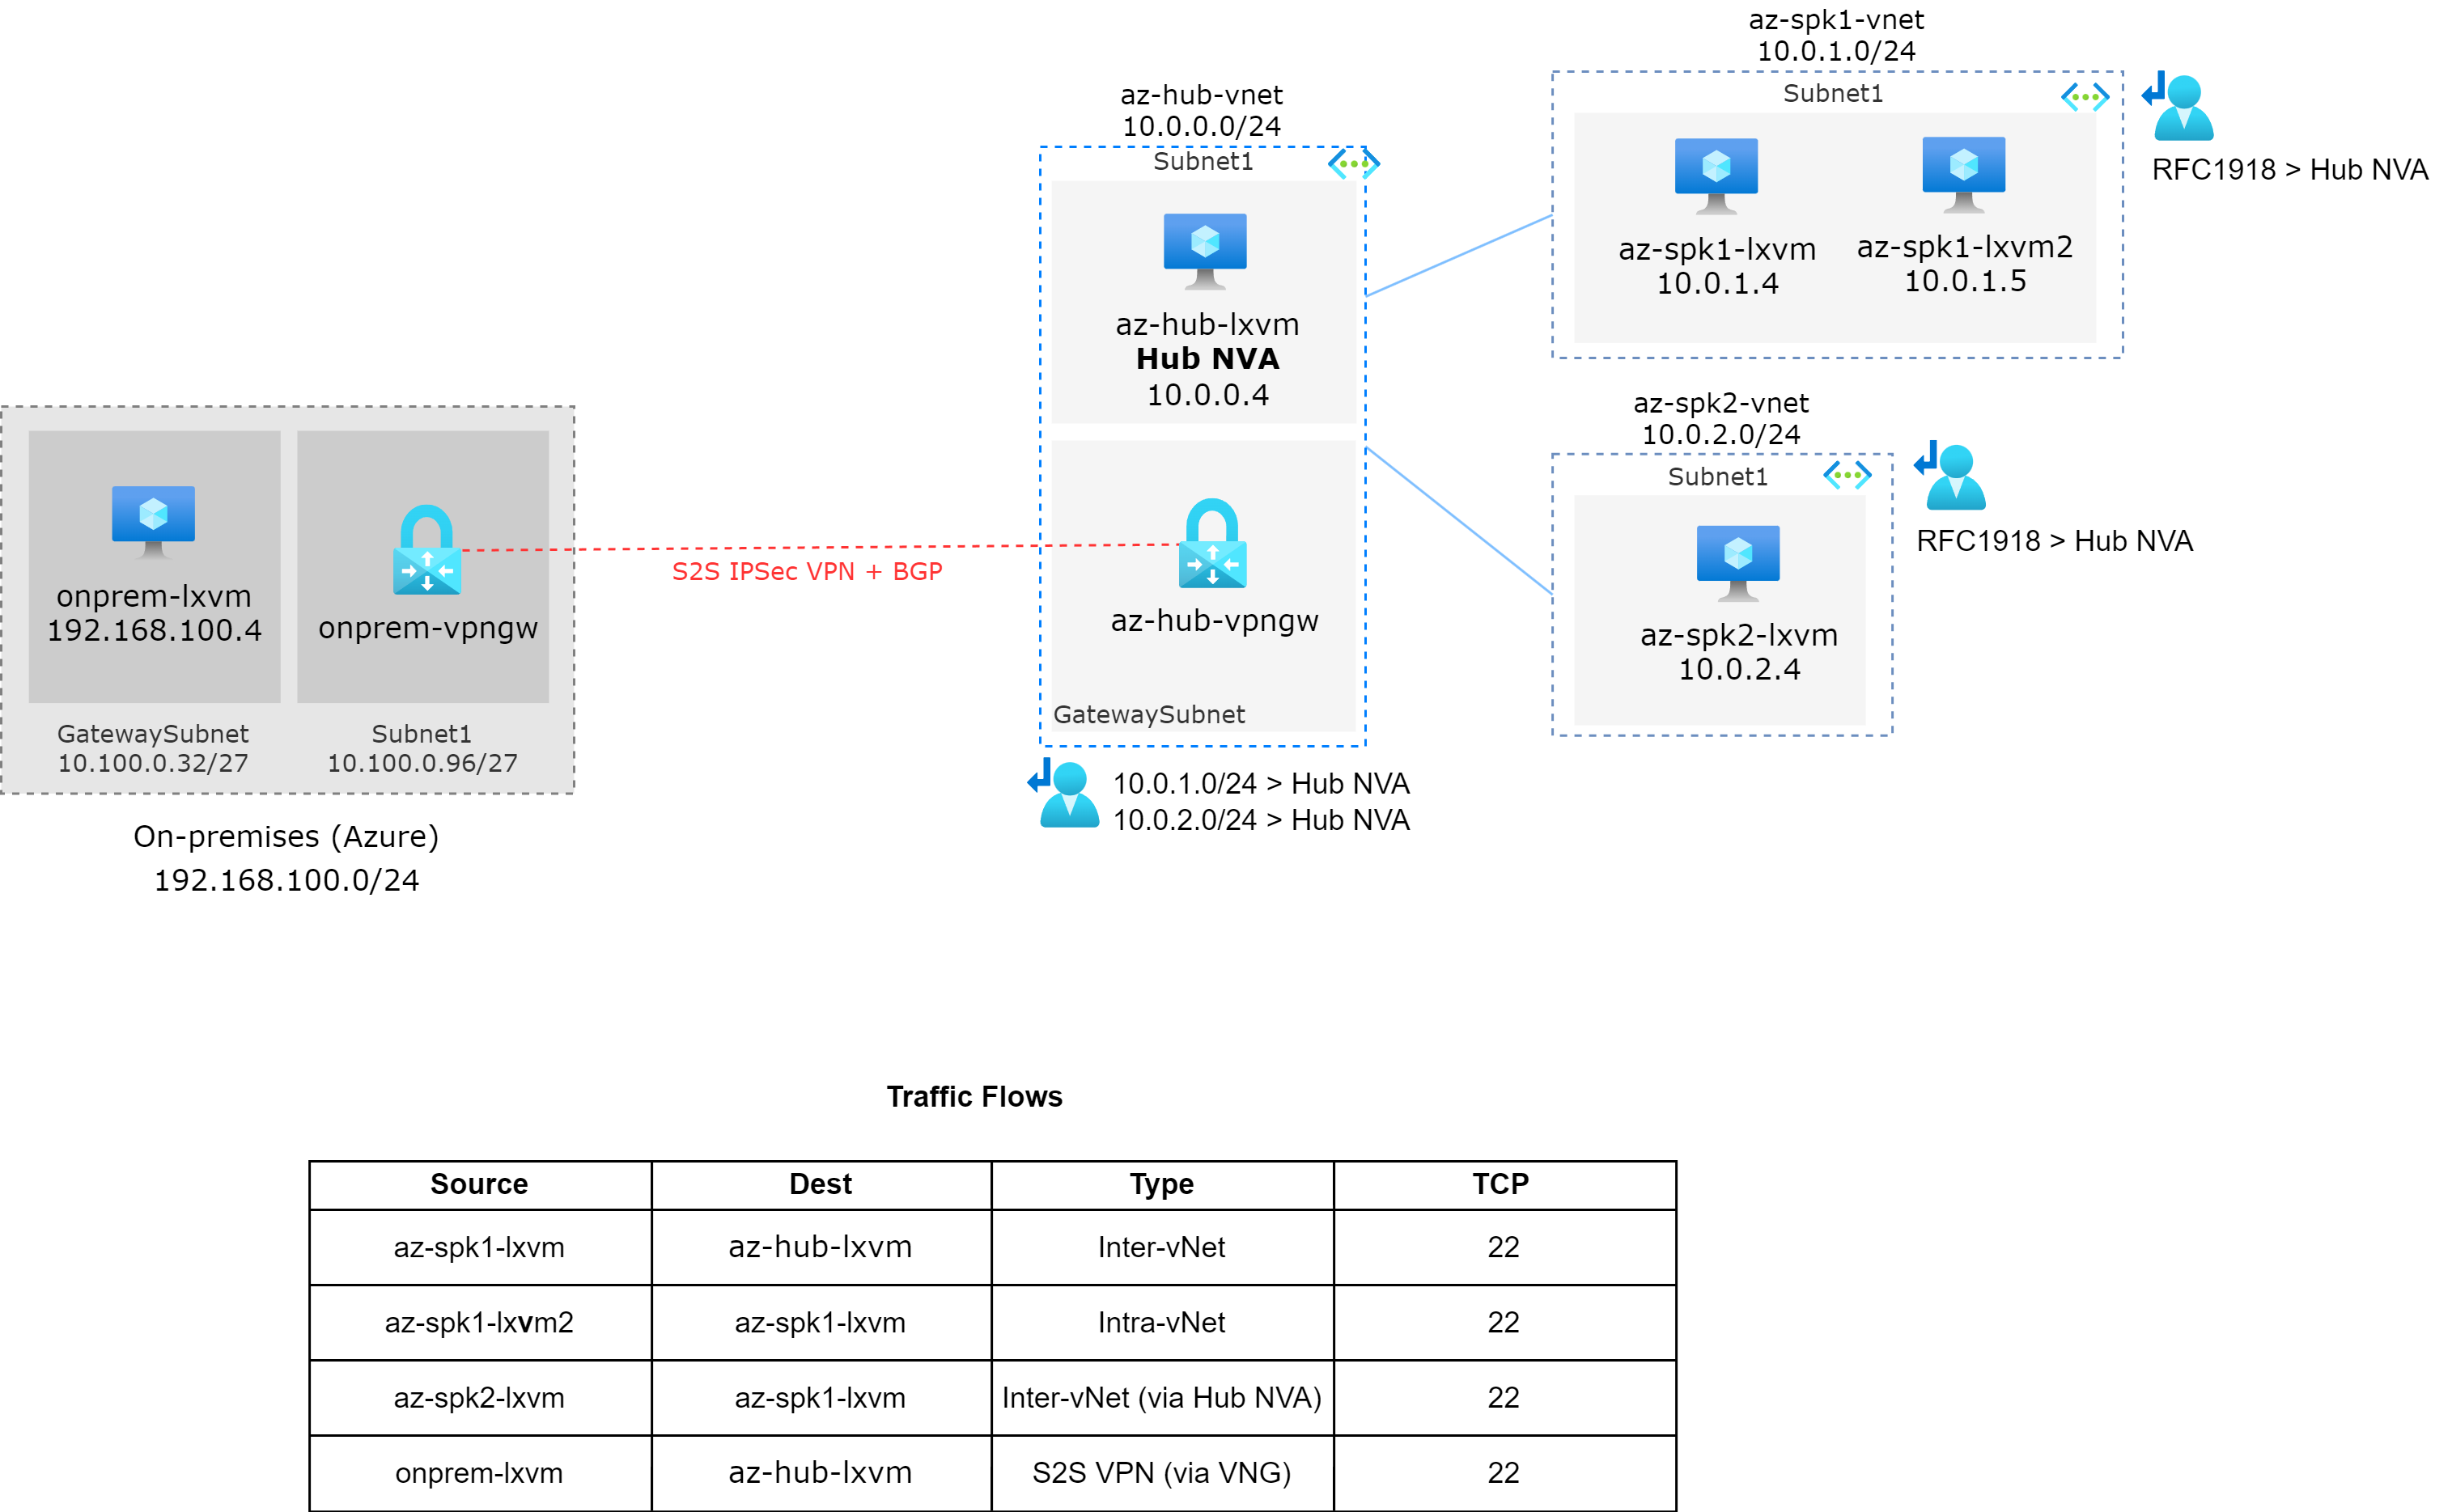 az-spk1-vnet
10.0.1.0/24
Subnet1
az-spk1-lxvm
10.0.1.4
az-spk1-lxvm2
10.0.1.5
RFC1918 > Hub NVA
az-hub-vnet
10.0.0.0/24
Subnet1
az-hub-lxvm
Hub NVA
10.0.0.4
az-hub-vpngw
GatewaySubnet
10.0.1.0/24 > Hub NVA
10.0.2.0/24 > Hub NVA
az-spk2-vnet
10.0.2.0/24
Subnet1
az-spk2-lxvm
10.0.2.4
RFC1918 > Hub NVA
onprem-lxvm
192.168.100.4
onprem-vpngw
GatewaySubnet
10.100.0.32/27
Subnet1
10.100.0.96/27
S2S IPSec VPN + BGP
On-premises (Azure)
192.168.100.0/24
Traffic Flows
Source Dest Type TCP
az-spk1-lxvm az-hub-lxvm Inter-vNet 22
az-spk1-lxvm2 az-spk1-lxvm Intra-vNet 22
az-spk2-lxvm az-spk1-lxvm Inter-vNet (via Hub NVA) 22
onprem-lxvm az-hub-lxvm S2S VPN (via VNG) 22